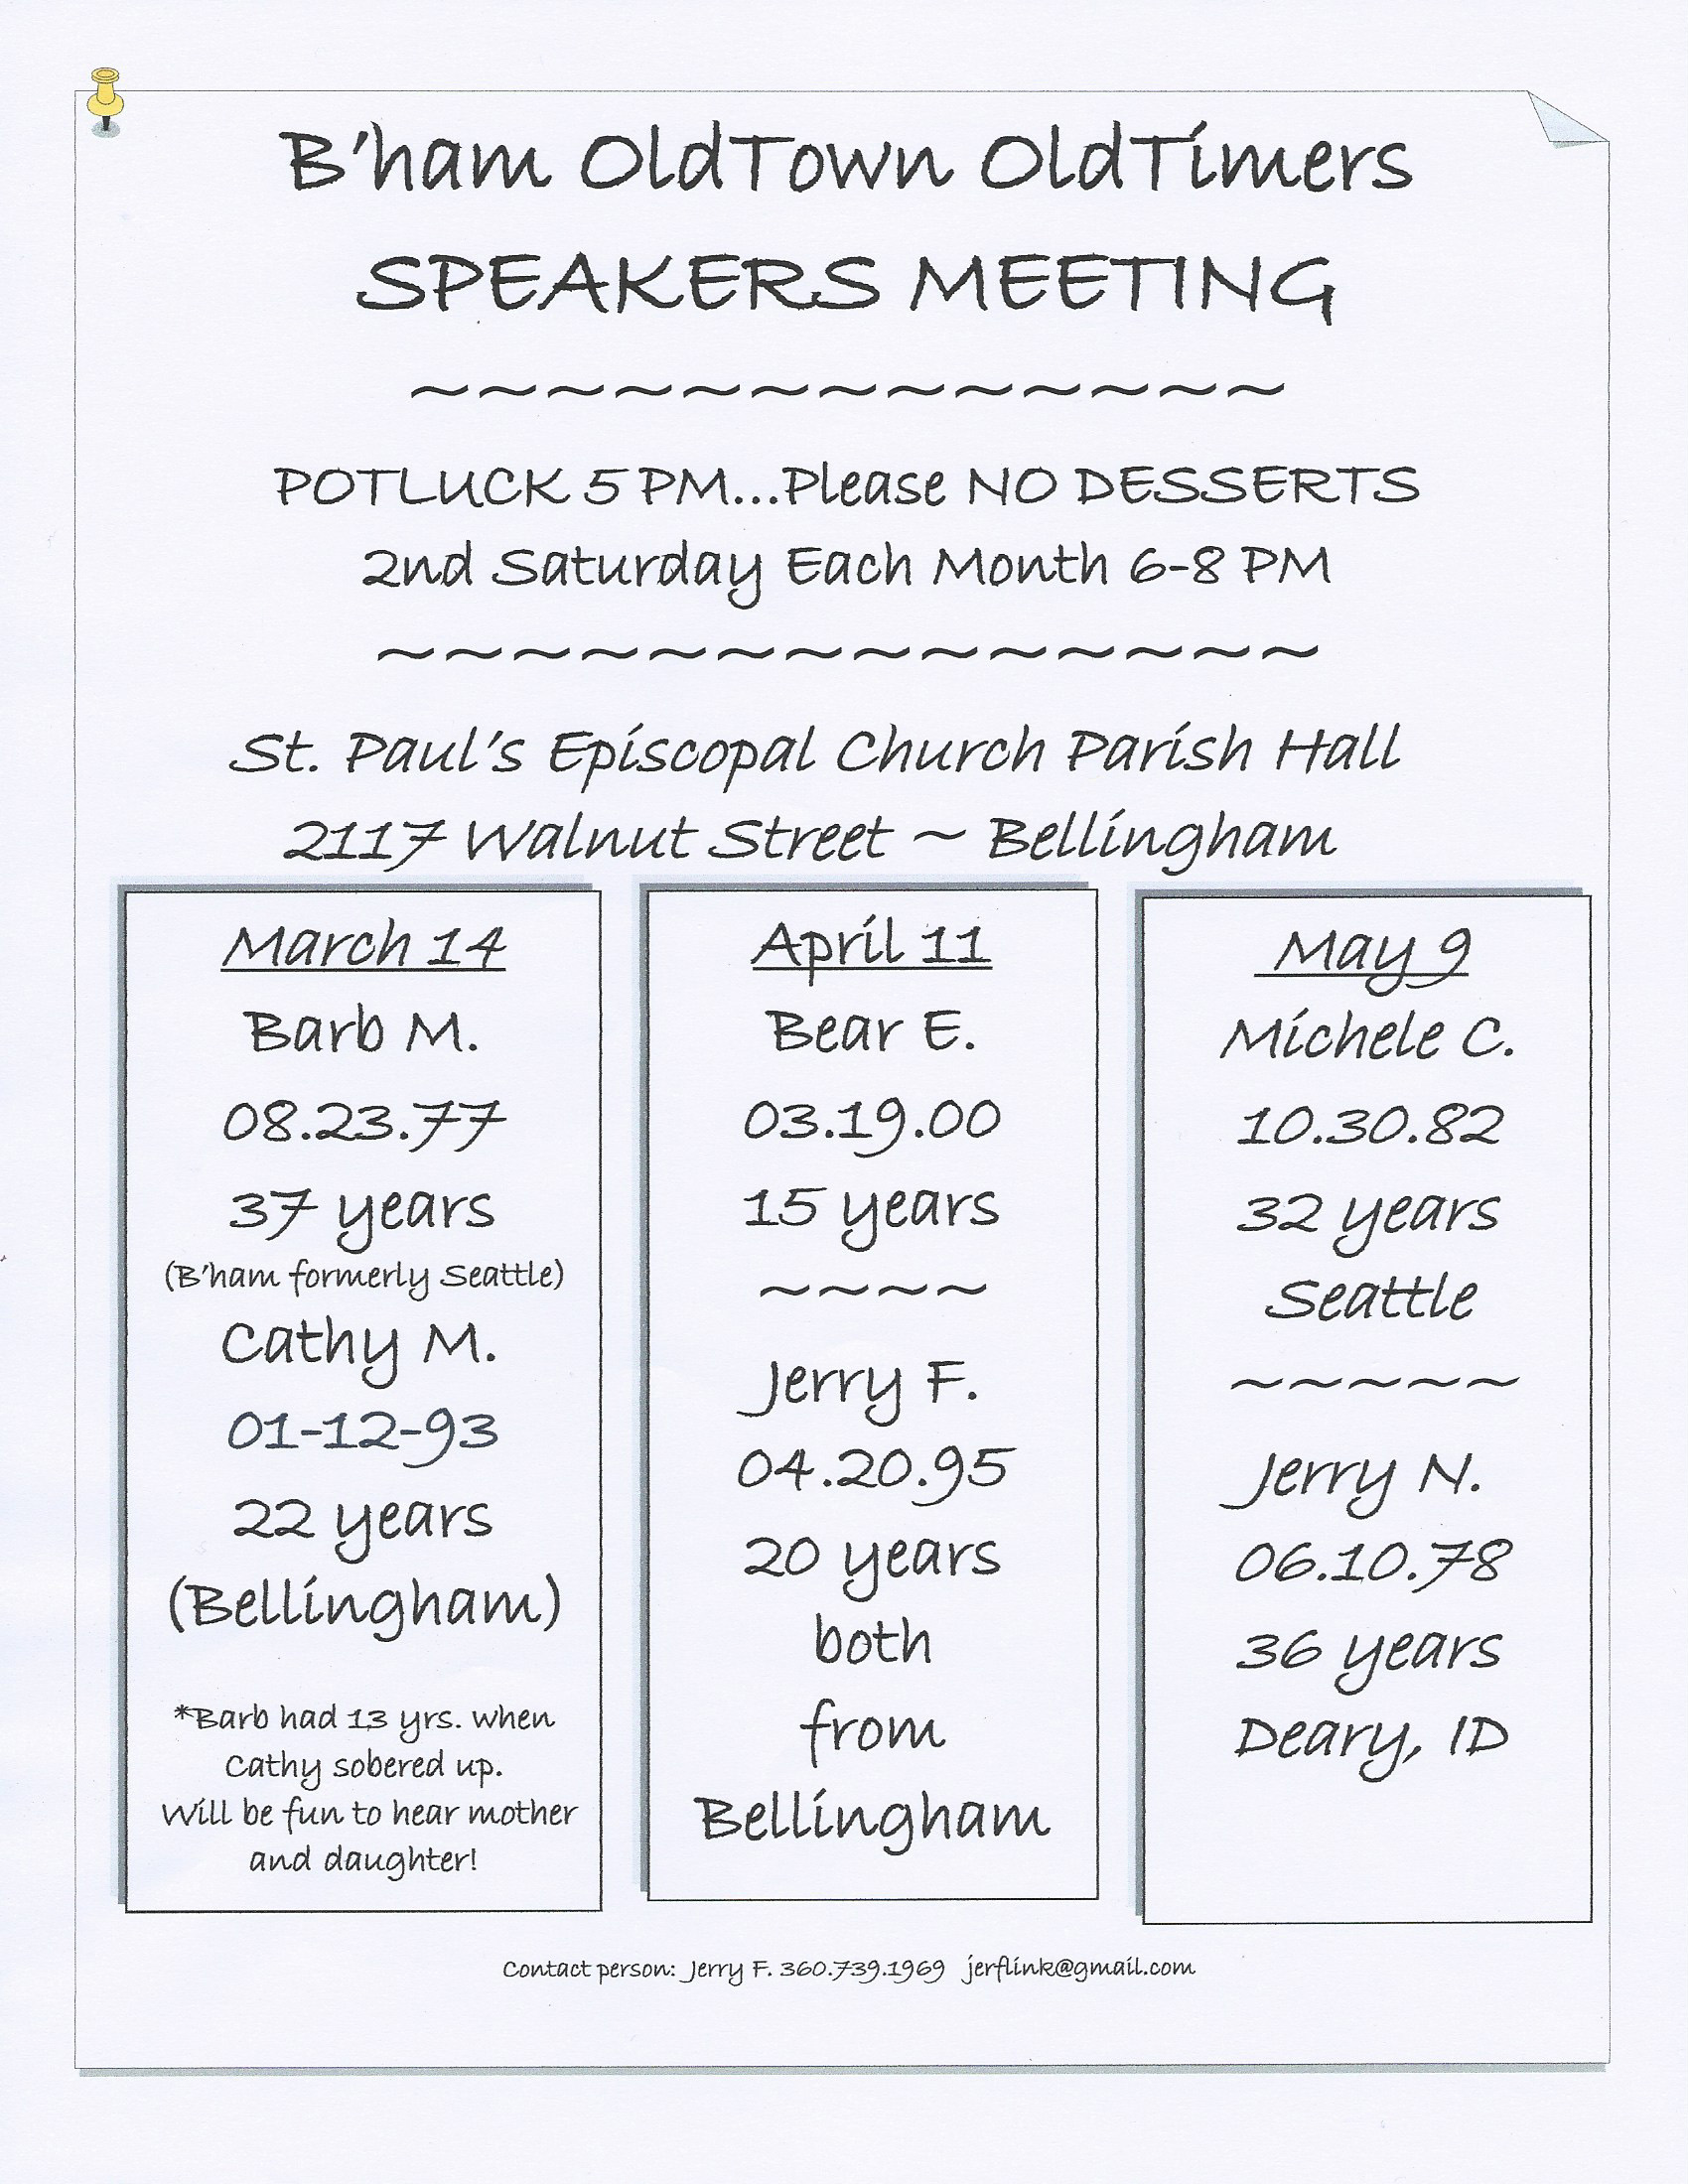 B'ham OldTown OldTimers
SPEAKERS MEETING
~~~~~~~~~~~~~
POTLUCK 5 PM...Please NO DESSERTS
2nd Saturday Each Month 6-8 PM
~~~~~~~~~~~~~~
St. Paul's Episcopal Church Parish Hall
2117 Walnut Street ~ Bellingham
March 14
Barb M.
08.23.77
37 years
(B'ham formerly Seattle)
Cathy M.
01-12-93
22 years
(Bellingham)
*Barb had 13 yrs. when
Cathy sobered up.
Will be fun to hear mother
and daughter!
April 11
Bear E.
03.19.00
15 years
~~~~
Jerry F.
04.20.95
20 years
both
from
Bellingham
May 9
Michele C.
10.30.82
32 years
Seattle
~~~~~
Jerry N.
06.10.78
36 years
Deary, ID
Contact person: Jerry F. 360.739.1969 jerflink@gmail.com